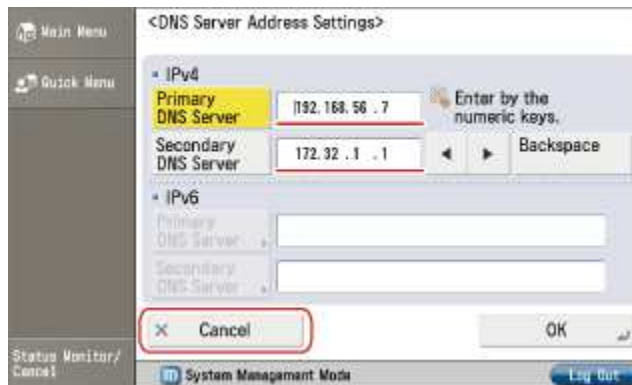 Main Menu
Quick Menu
<DNS Server Address Settings>
IPv4
Primary
DNS Server
192.168.56 .7
Enter by the
numeric keys.
Secondary
DNS Server
172.32 .1 .1
Backspace
IPv6
Primary
DNS Server
Secondary
DNS Server
Cancel
OK
Status Monitor/
Cancel
System Management Mode
Log Out